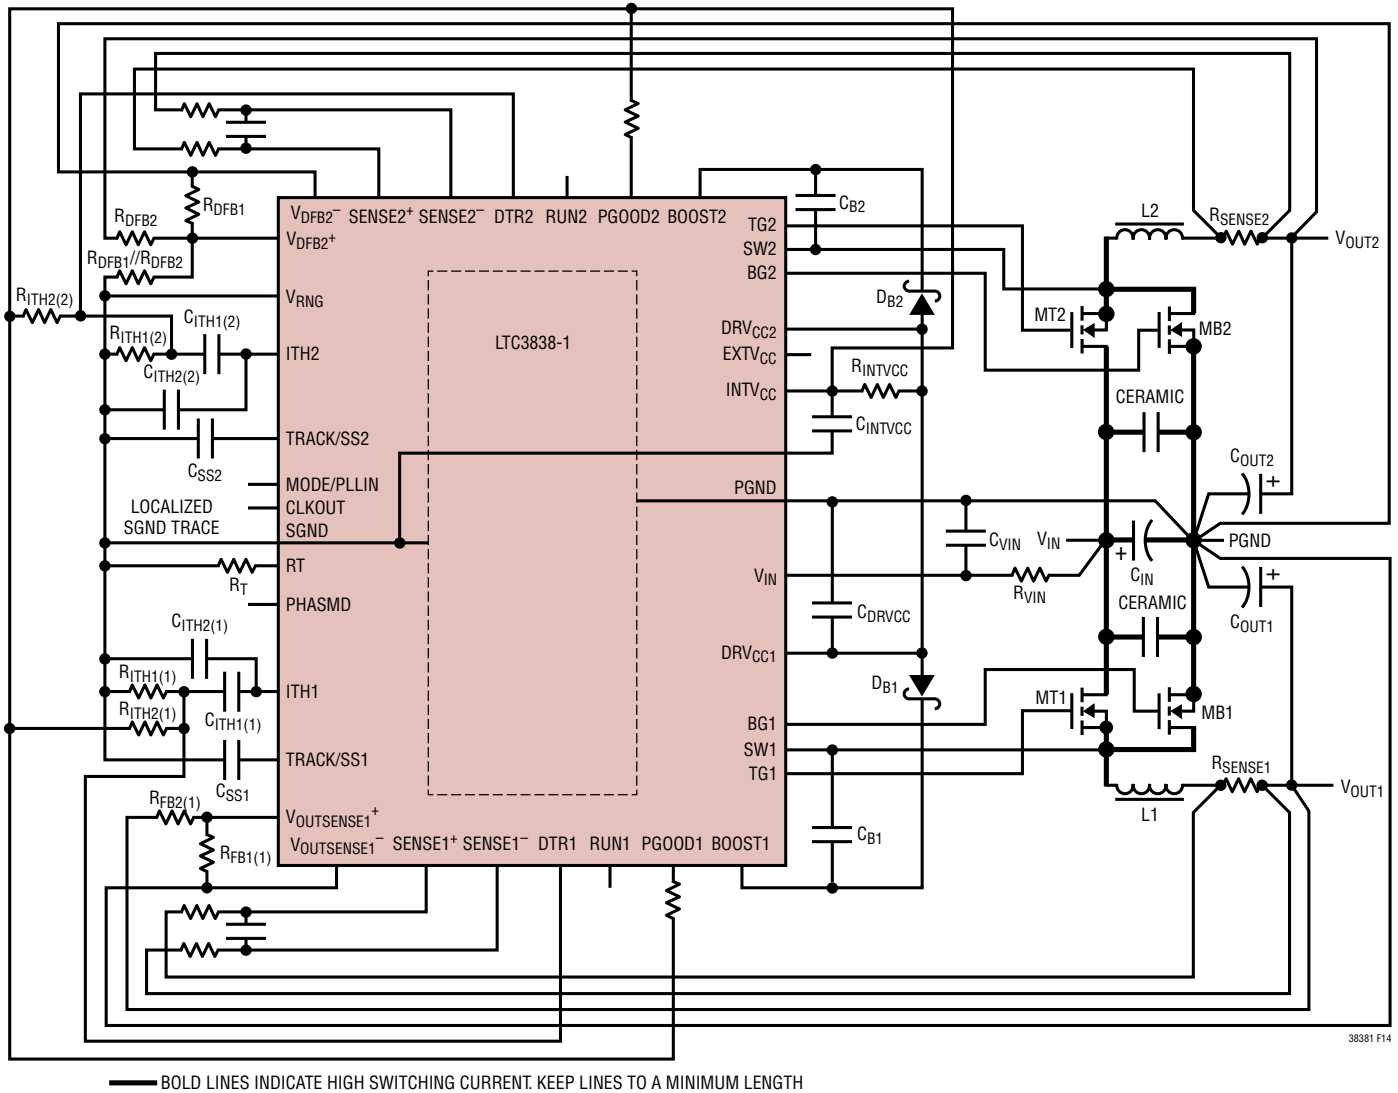 VDFB2– SENSE2+ SENSE2– DTR2 RUN2 PGOOD2 BOOST2
RDFB1
RDFB2
VDFB2+
RDFB1//RDFB2
VRNG
RITH2(2)
CITH1(2)
RITH1(2)
ITH2
CITH2(2)
TRACK/SS2
CSS2
MODE/PLLIN
LOCALIZED
SGND TRACE
CLKOUT
SGND
RT
RT
PHASMD
CITH2(1)
RITH1(1)
ITH1
RITH2(1)
CITH1(1)
TRACK/SS1
CSS1
RFB2(1)
VOUTSENSE1+
RFB1(1)
VOUTSENSE1– SENSE1+ SENSE1– DTR1 RUN1 PGOOD1 BOOST1
LTC3838-1
TG2
SW2
BG2
DRVCC2
EXTVCC
INTVCC
PGND
VIN
DRVCC1
BG1
SW1
TG1
CB2
DB2
RINTVCC
CINTVCC
CVIN
RVIN
CDRVCC
DB1
CB1
L2
RSENSE2
VOUT2
MT2
MB2
CERAMIC
COUT2
+
VIN
+
CIN
PGND
+
COUT1
CERAMIC
MT1
MB1
RSENSE1
VOUT1
L1
38381 F14
BOLD LINES INDICATE HIGH SWITCHING CURRENT. KEEP LINES TO A MINIMUM LENGTH